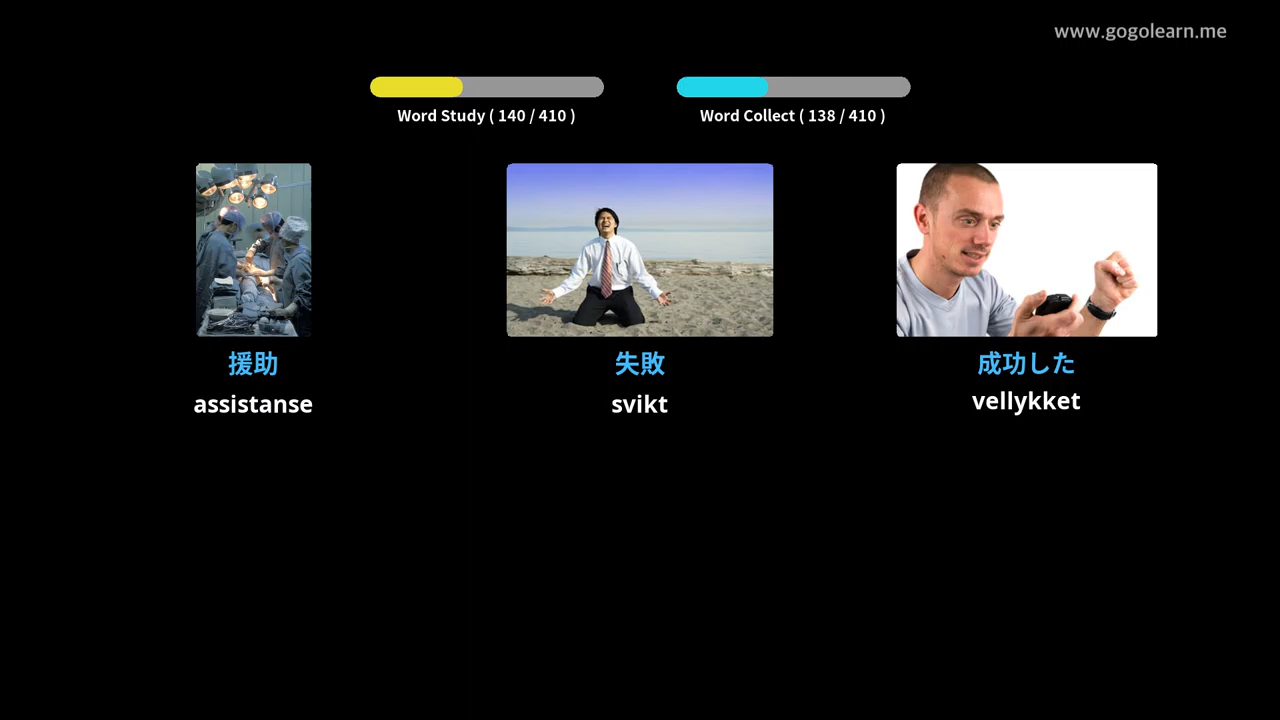 www.gogolearn.me
Word Study ( 140 / 410 )
Word Collect ( 138 / 410 )
援助
失敗
成功した
assistanse
svikt
vellykket